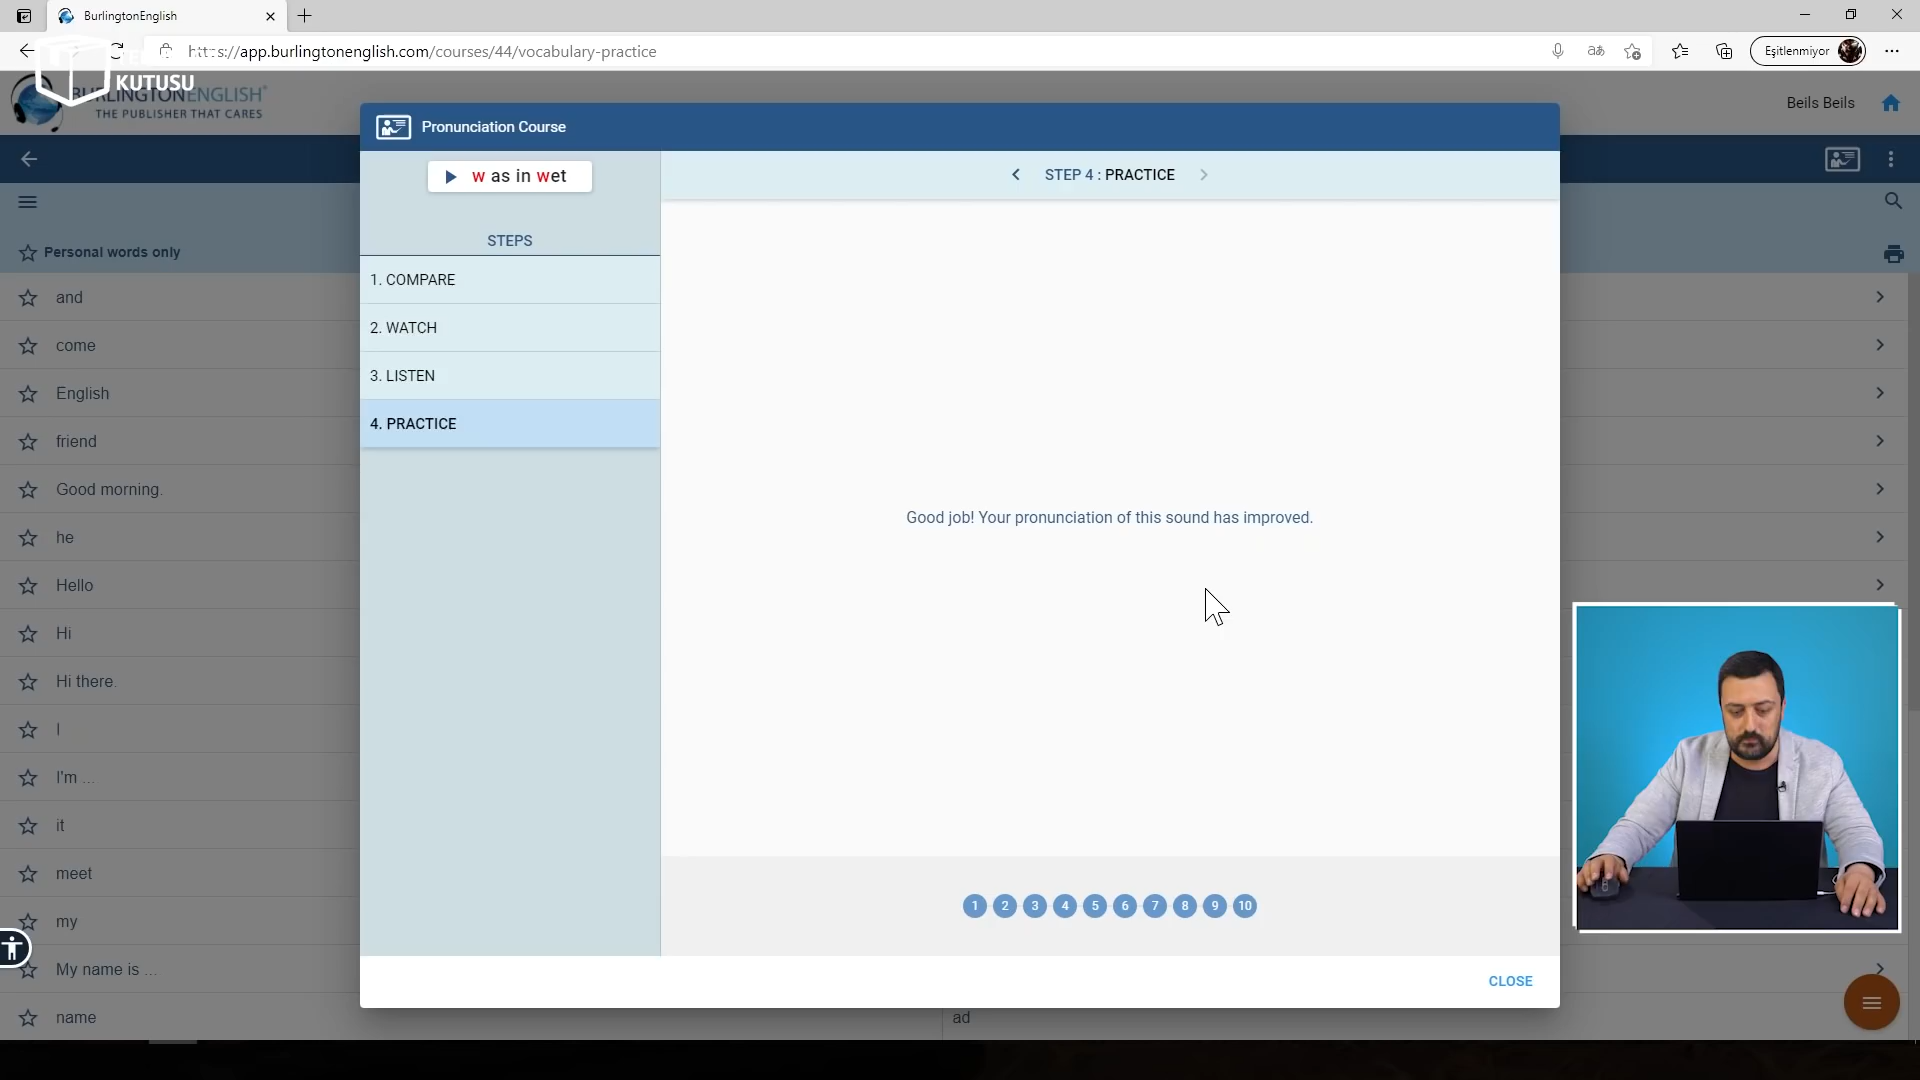 BurlingtonEnglish
https://app.burlingtonenglish.com/courses/44/vocabulary-practice
Eşitlenmiyor
KUTUSU
BURLINGTONENGLISH®
THE PUBLISHER THAT CARES
Beils Beils
Pronunciation Course
w as in wet
STEP 4 : PRACTICE
STEPS
1. COMPARE
2. WATCH
3. LISTEN
4. PRACTICE
Personal words only
and
come
English
friend
Good morning.
he
Hello
Hi
Hi there.
I
I'm ...
it
meet
my
My name is ...
name
ad
Good job! Your pronunciation of this sound has improved.
1 2 3 4 5 6 7 8 9 10
CLOSE